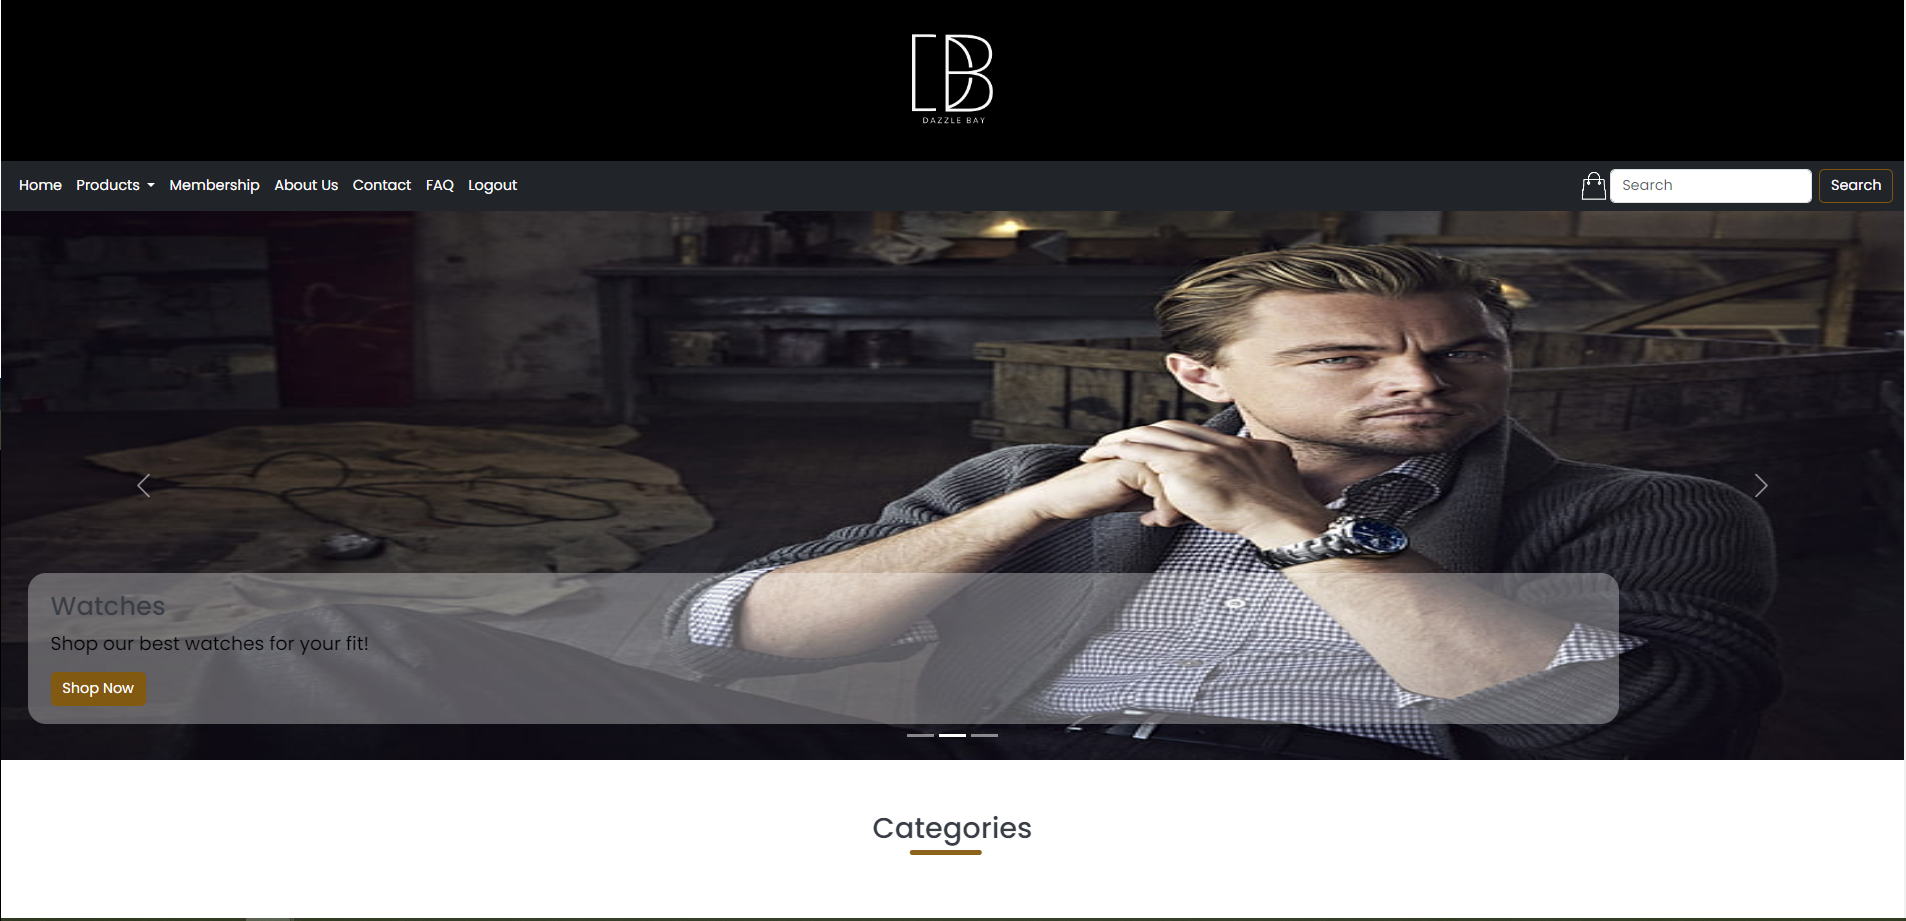 DB
DAZZLE BAY
Home Products Membership About Us Contact FAQ Logout Search Search
Watches
Shop our best watches for your fit!
Shop Now
Categories